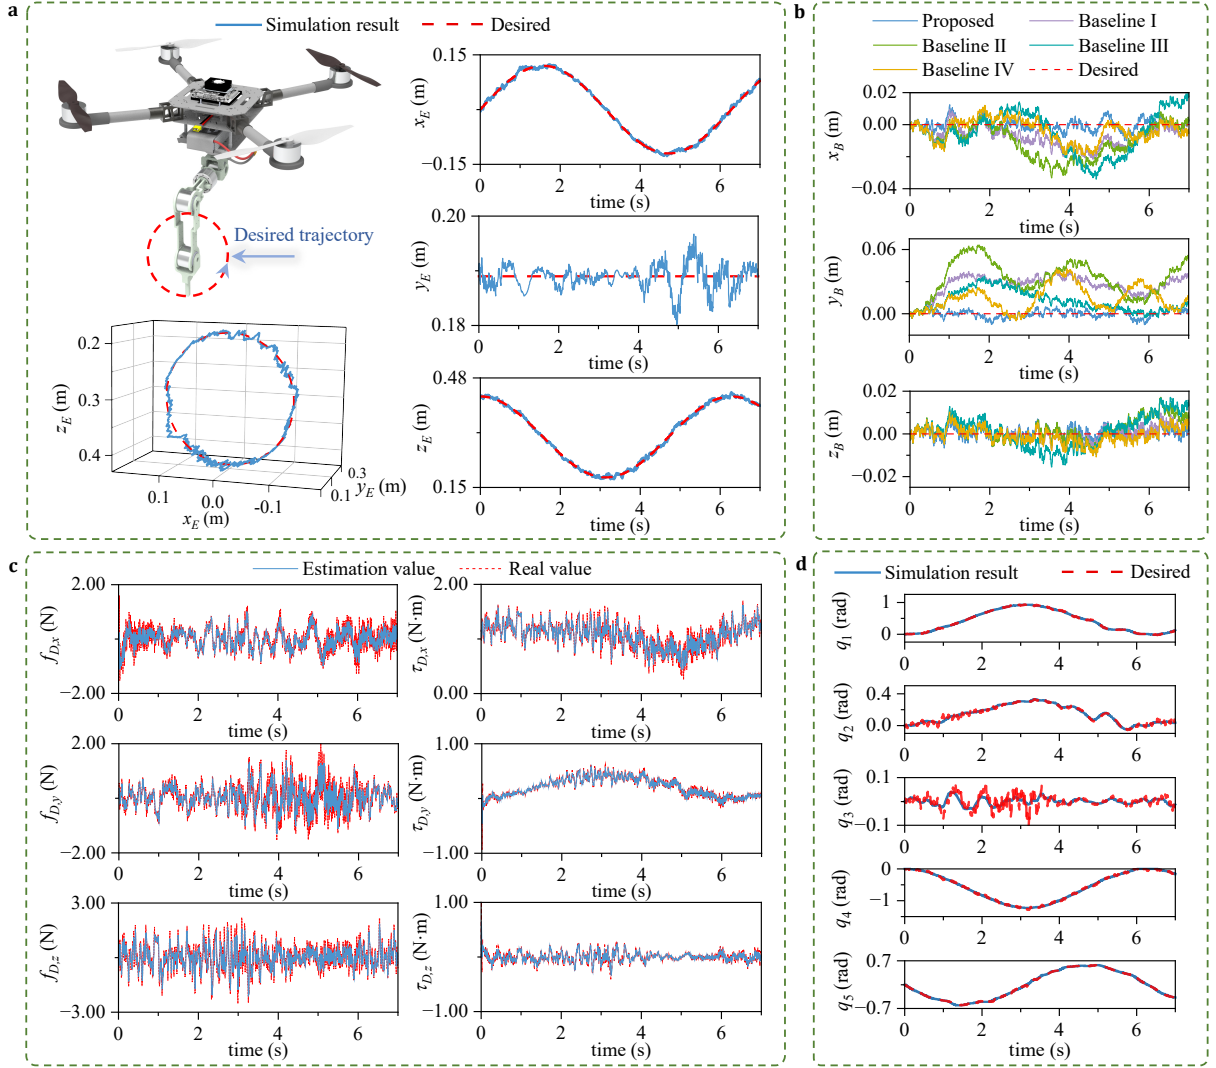 a
Simulation result
Desired
0.15
−0.15
x_E (m)
0 2 4 6
time (s)
Desired trajectory
0.20
0.18
y_E (m)
0 2 4 6
time (s)
0.2
0.3
0.4
z_E (m)
0.1 0.0 -0.1
x_E (m)
0.3
0.1
y_E (m)
0.48
0.15
z_E (m)
0 2 4 6
time (s)
b
Proposed
Baseline I
Baseline II
Baseline III
Baseline IV
Desired
0.02
0.00
−0.04
x_B (m)
0 2 4 6
time (s)
0.06
0.00
y_B (m)
0 2 4 6
time (s)
0.02
0.00
−0.02
z_B (m)
0 2 4 6
time (s)
c
Estimation value
Real value
2.00
−2.00
f_{D,x} (N)
0 2 4 6
time (s)
2.00
0.00
τ_{D,x} (N·m)
0 2 4 6
time (s)
2.00
−2.00
f_{D,y} (N)
0 2 4 6
time (s)
1.00
−1.00
τ_{D,y} (N·m)
0 2 4 6
time (s)
3.00
−3.00
f_{D,z} (N)
0 2 4 6
time (s)
1.00
−1.00
τ_{D,z} (N·m)
0 2 4 6
time (s)
d
Simulation result
Desired
1
0
q_1 (rad)
0 2 4 6
0.4
0.0
q_2 (rad)
0 2 4 6
0.1
−0.1
q_3 (rad)
0 2 4 6
0
−1
q_4 (rad)
0 2 4 6
0.7
−0.7
q_5 (rad)
0 2 4 6
time (s)